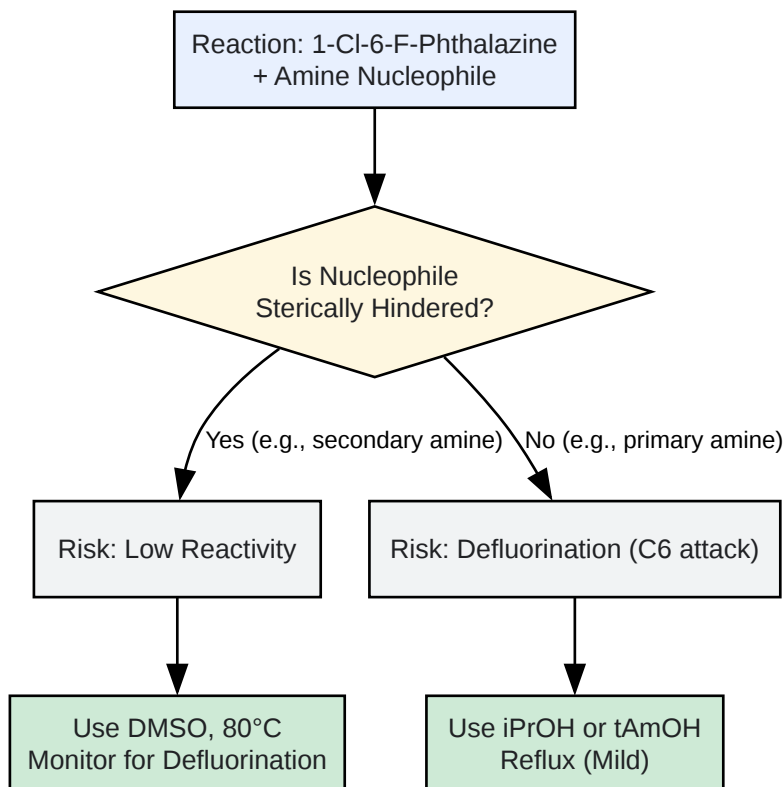 Reaction: 1-Cl-6-F-Phthalazine
+ Amine Nucleophile
Is Nucleophile
Sterically Hindered?
Yes (e.g., secondary amine)
No (e.g., primary amine)
Risk: Low Reactivity
Risk: Defluorination (C6 attack)
Use DMSO, 80°C
Monitor for Defluorination
Use iPrOH or tAmOH
Reflux (Mild)